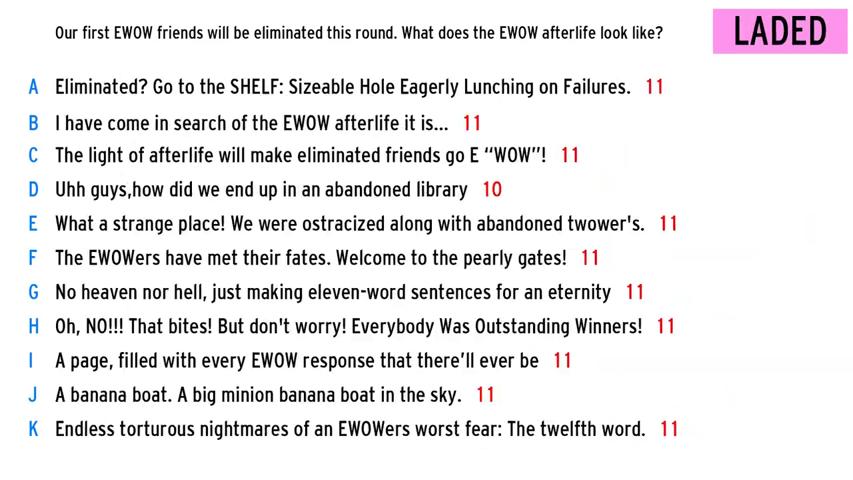 Our first EWOW friends will be eliminated this round. What does the EWOW afterlife look like?
LADED
A Eliminated? Go to the SHELF: Sizeable Hole Eagerly Lunching on Failures. 11
B I have come in search of the EWOW afterlife it is... 11
C The light of afterlife will make eliminated friends go E “WOW”! 11
D Uhh guys,how did we end up in an abandoned library 10
E What a strange place! We were ostracized along with abandoned twower's. 11
F The EWOWers have met their fates. Welcome to the pearly gates! 11
G No heaven nor hell, just making eleven-word sentences for an eternity 11
H Oh, NO!!! That bites! But don't worry! Everybody Was Outstanding Winners! 11
I A page, filled with every EWOW response that there’ll ever be 11
J A banana boat. A big minion banana boat in the sky. 11
K Endless torturous nightmares of an EWOWers worst fear: The twelfth word. 11